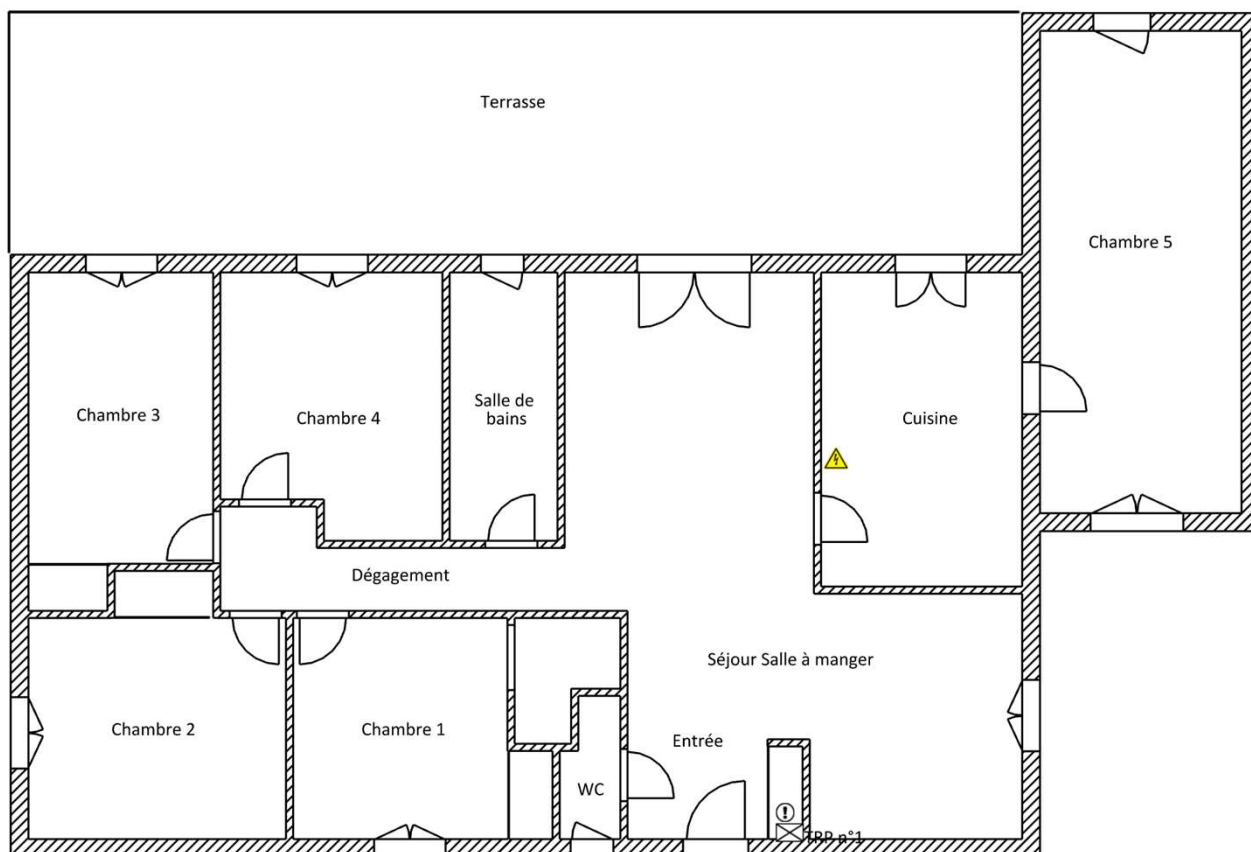 Terrasse
Chambre 5
Chambre 3
Chambre 4
Salle de
bains
Cuisine
Dégagement
Séjour Salle à manger
Chambre 2
Chambre 1
Entrée
WC
TRP n°1